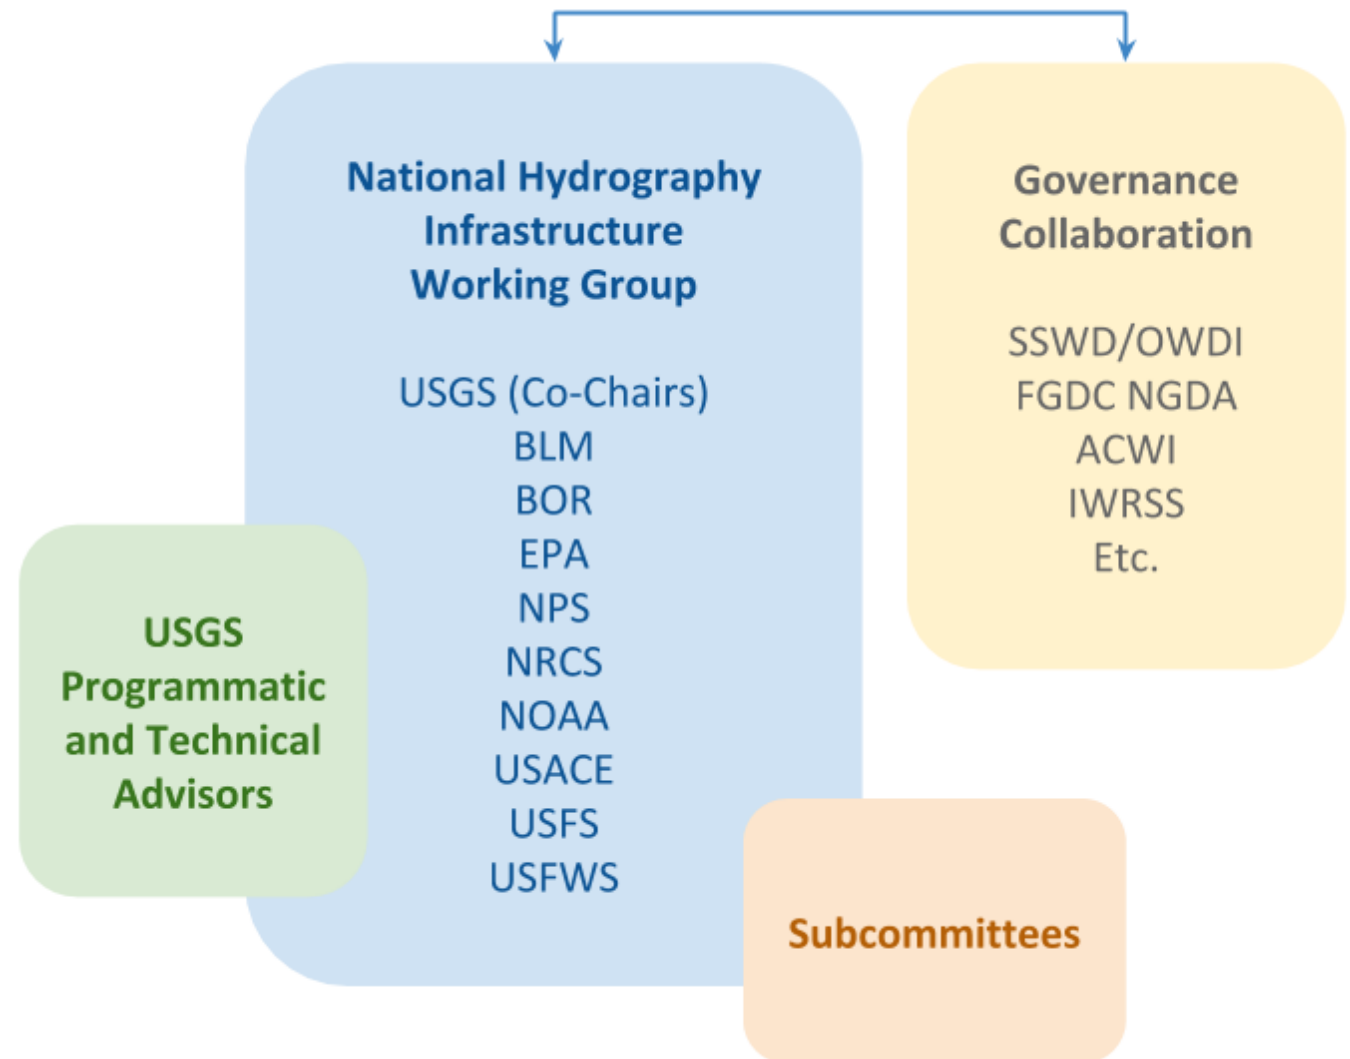 National Hydrography
Infrastructure
Working Group
USGS (Co-Chairs)
BLM
BOR
EPA
NPS
NRCS
NOAA
USACE
USFS
USFWS
Governance
Collaboration
SSWD/OWDI
FGDC NGDA
ACWI
IWRSS
Etc.
USGS
Programmatic
and Technical
Advisors
Subcommittees